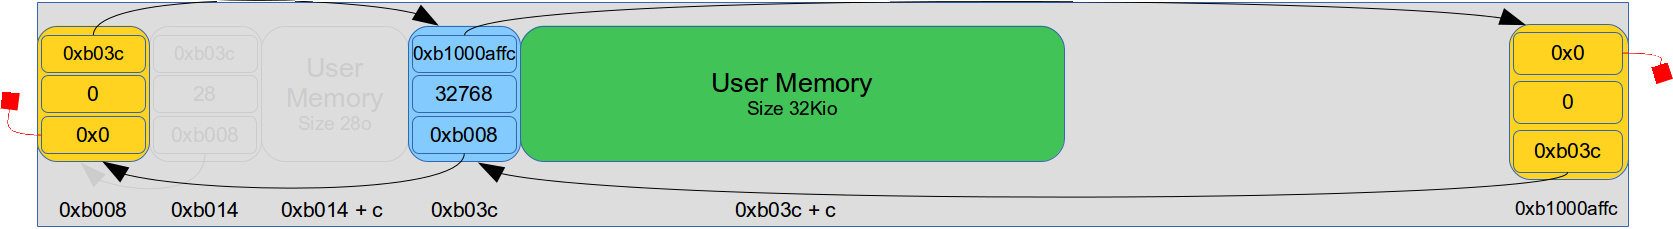 0xb03c
0
0x0
0xb03c
28
0xb008
User
Memory
Size 28o
0xb1000affc
32768
0xb008
User Memory
Size 32Kio
0x0
0
0xb03c
0xb008
0xb014
0xb014 + c
0xb03c
0xb03c + c
0xb1000affc